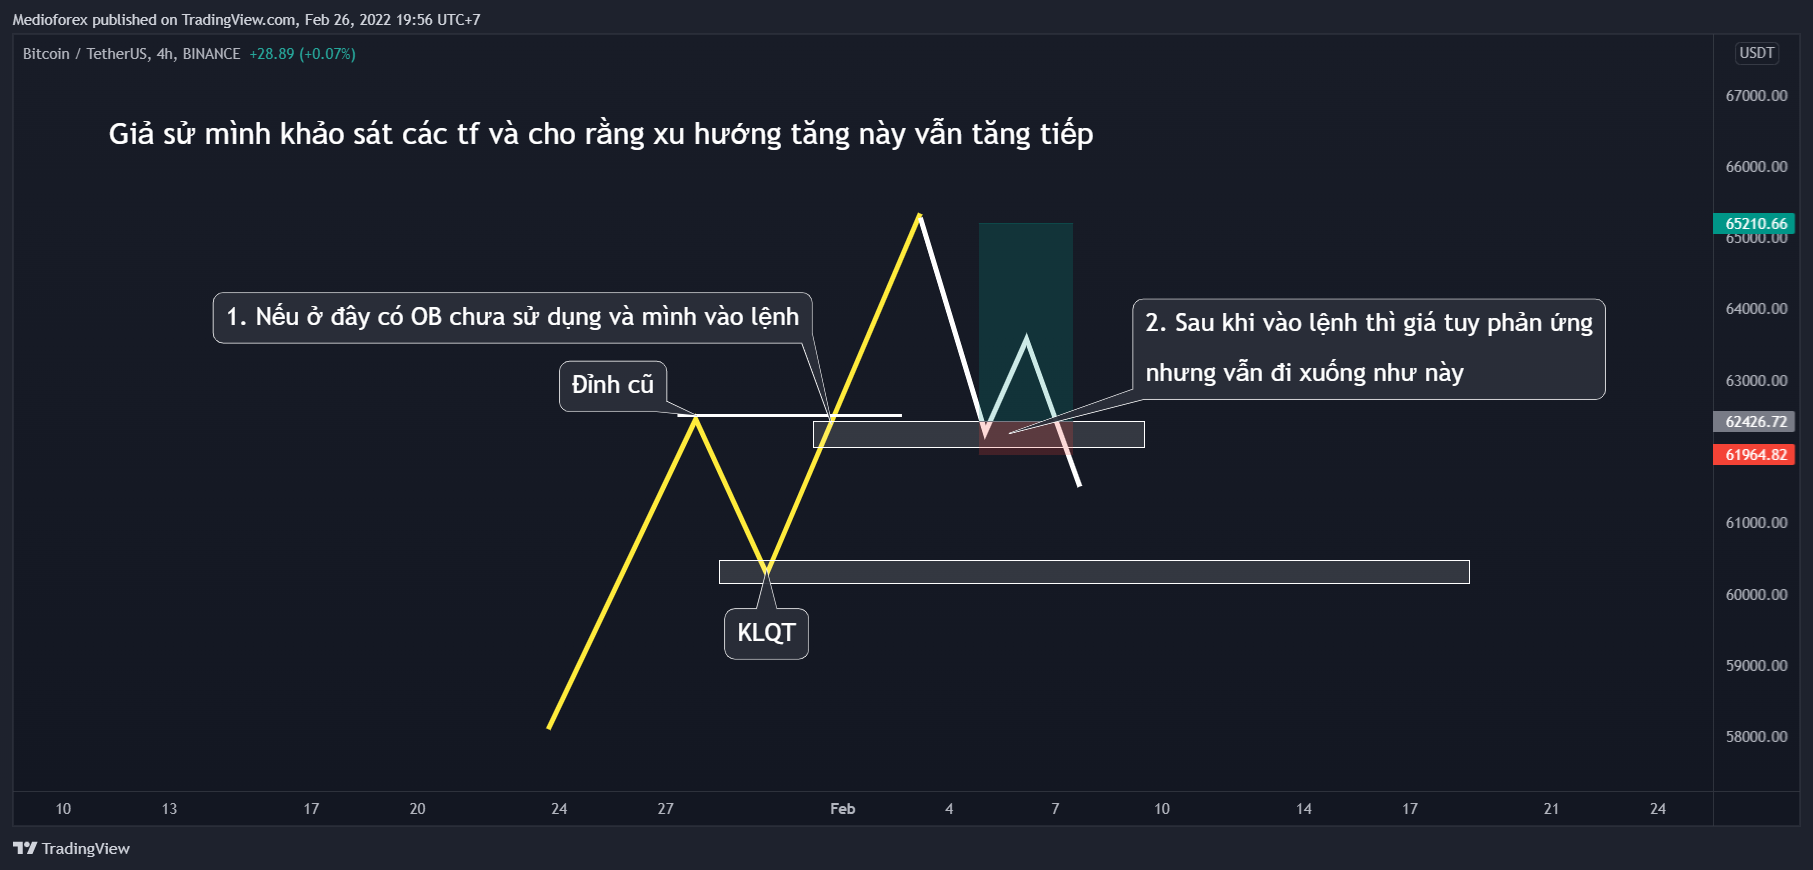 Medioforex published on TradingView.com, Feb 26, 2022 19:56 UTC+7
Bitcoin / TetherUS, 4h, BINANCE +28.89 (+0.07%)
USDT
67000.00
Giả sử mình khảo sát các tf và cho rằng xu hướng tăng này vẫn tăng tiếp
66000.00
65210.66
65000.00
64000.00
1. Nếu ở đây có OB chưa sử dụng và mình vào lệnh
2. Sau khi vào lệnh thì giá tuy phản ứng
nhưng vẫn đi xuống như này
Đỉnh cũ
63000.00
62426.72
61964.82
61000.00
60000.00
KLQT
59000.00
58000.00
10 13 17 20 24 27 Feb 4 7 10 14 17 21 24
TradingView